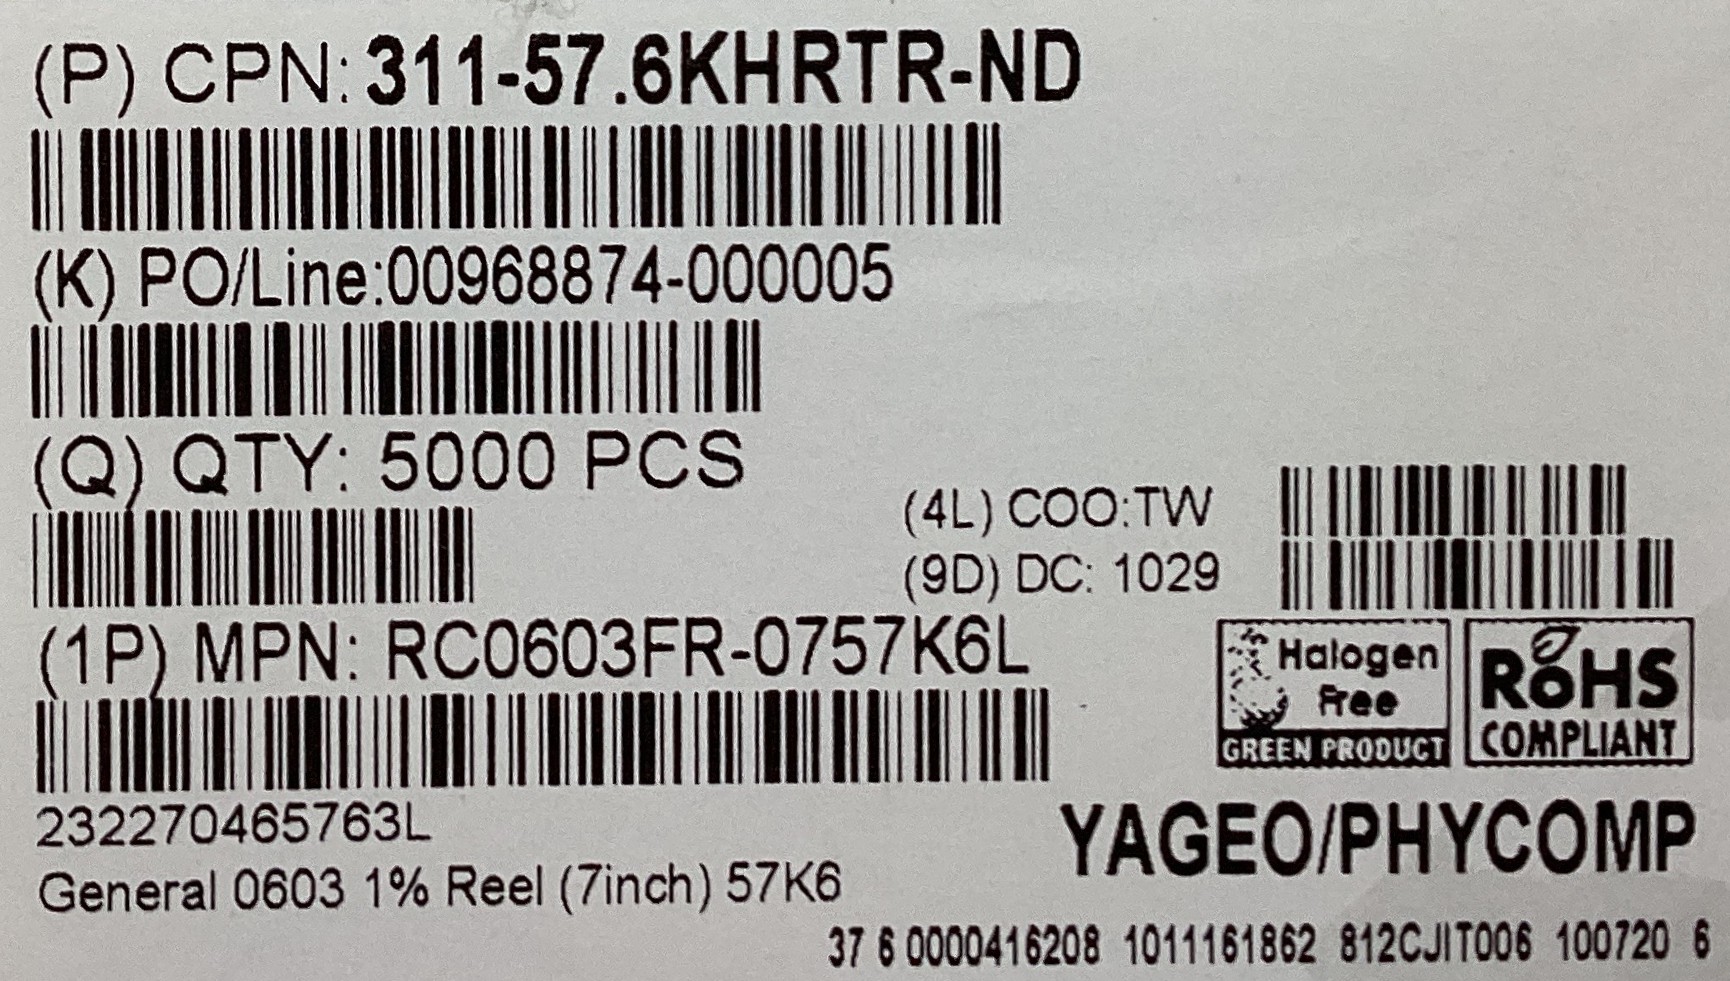 (P) CPN: 311-57.6KHRTR-ND
(K) PO/Line:00968874-000005
(Q) QTY: 5000 PCS
(4L) COO:TW
(9D) DC: 1029
(1P) MPN: RC0603FR-0757K6L
Halogen
Free
GREEN PRODUCT
RoHS
COMPLIANT
232270465763L
General 0603 1% Reel (7inch) 57K6
YAGEO/PHYCOMP
37 6 0000416208 1011161862 812CJIT006 100720 6